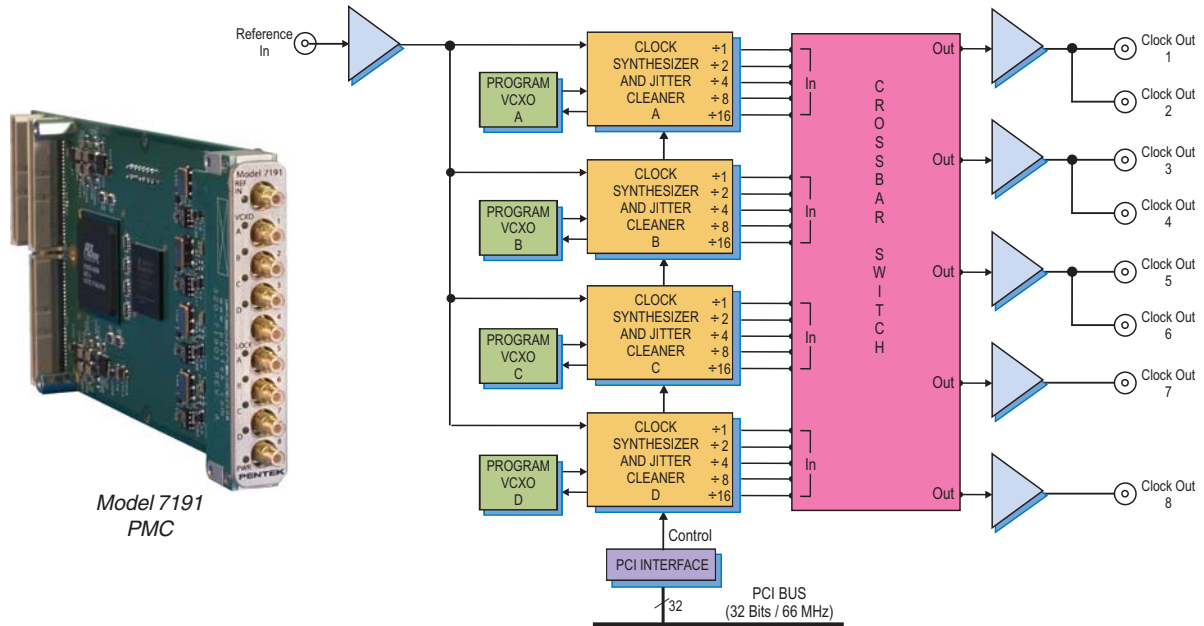 Reference
In
PROGRAM
VCXO
A
CLOCK
SYNTHESIZER
AND JITTER
CLEANER
A
÷1
÷2
÷4
÷8
÷16
In
PROGRAM
VCXO
B
CLOCK
SYNTHESIZER
AND JITTER
CLEANER
B
÷1
÷2
÷4
÷8
÷16
In
PROGRAM
VCXO
C
CLOCK
SYNTHESIZER
AND JITTER
CLEANER
C
÷1
÷2
÷4
÷8
÷16
In
PROGRAM
VCXO
D
CLOCK
SYNTHESIZER
AND JITTER
CLEANER
D
÷1
÷2
÷4
÷8
÷16
In
CROSSBAR SWITCH
Out
Out
Out
Out
Out
Clock Out
1
Clock Out
2
Clock Out
3
Clock Out
4
Clock Out
5
Clock Out
6
Clock Out
7
Clock Out
8
Control
PCI INTERFACE
32
PCI BUS
(32 Bits / 66 MHz)
Model 7191
REF
IN
VCXO
A
B
C
D
LOCK
A
B
C
D
PWR
PENTEK
Model 7191
PMC